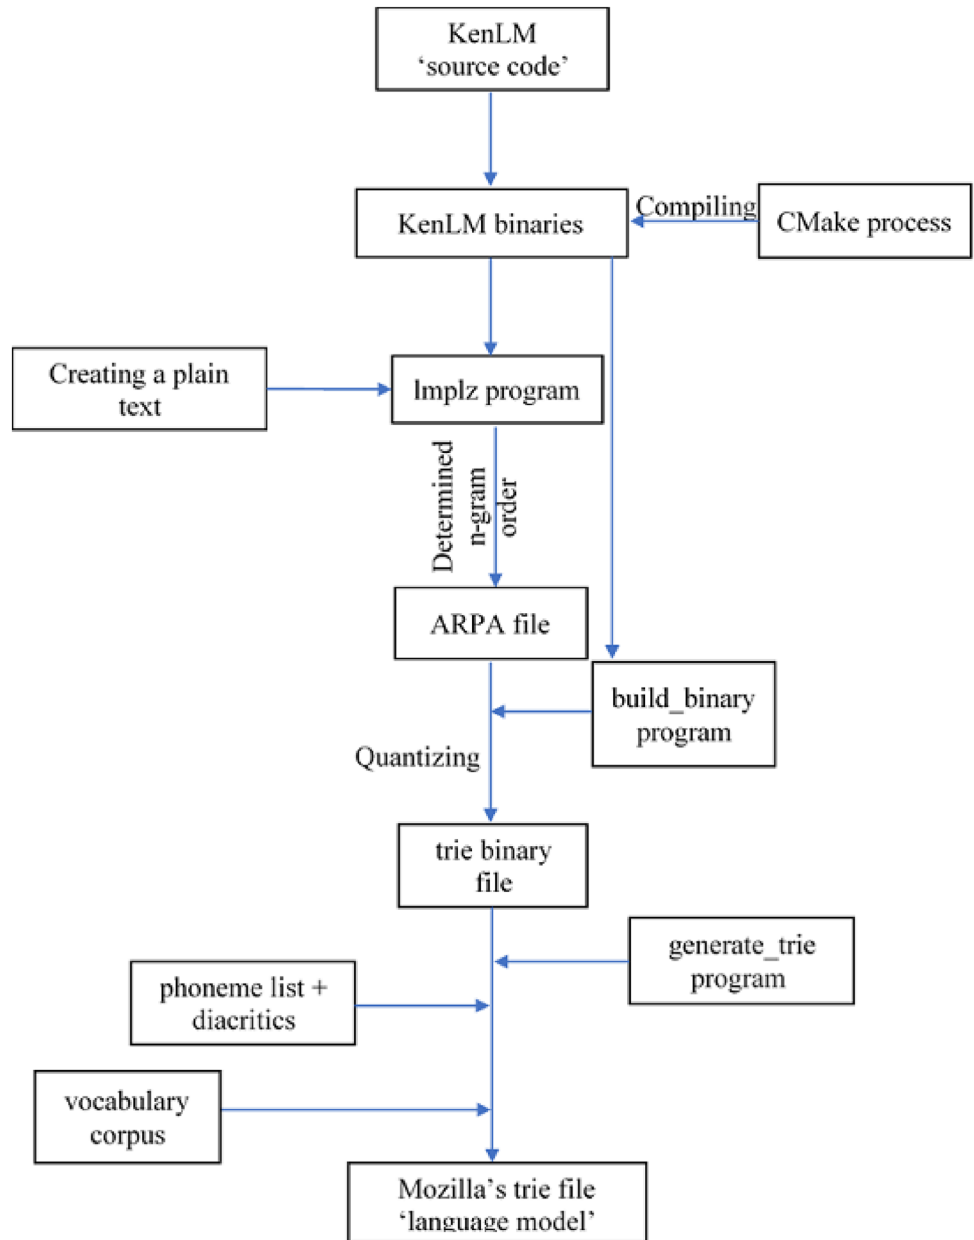 KenLM
‘source code’
KenLM binaries
Compiling
CMake process
Creating a plain
text
lmplz program
Determined
n-gram
order
ARPA file
build_binary
program
Quantizing
trie binary
file
generate_trie
program
phoneme list +
diacritics
vocabulary
corpus
Mozilla’s trie file
‘language model’